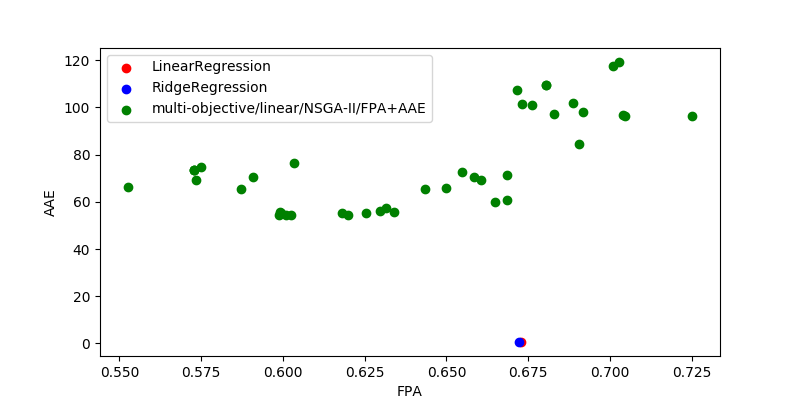 LinearRegression
RidgeRegression
multi-objective/linear/NSGA-II/FPA+AAE
120
100
80
60
40
20
0
AAE
0.550 0.575 0.600 0.625 0.650 0.675 0.700 0.725
FPA